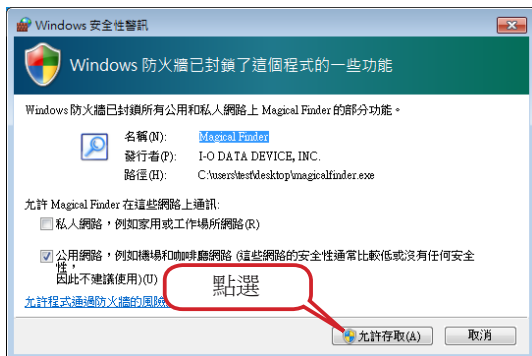 Windows 安全性警訊
Windows 防火牆已封鎖了這個程式的一些功能
Windows 防火牆已封鎖所有公用和私人網路上 Magical Finder 的部分功能。
名稱(N): Magical Finder
發行者(P): I-O DATA DEVICE, INC.
路徑(H): C:\users\test\desktop\magicalfinder.exe
允許 Magical Finder 在這些網路上通訊:
私人網路，例如家用或工作場所網路(R)
公用網路，例如機場和咖啡廳網路 (這些網路的安全性通常比較低或沒有任何安全
性，
因此不建議使用)(U)
點選
允許程式通過防火牆的風險
允許存取(A) 取消